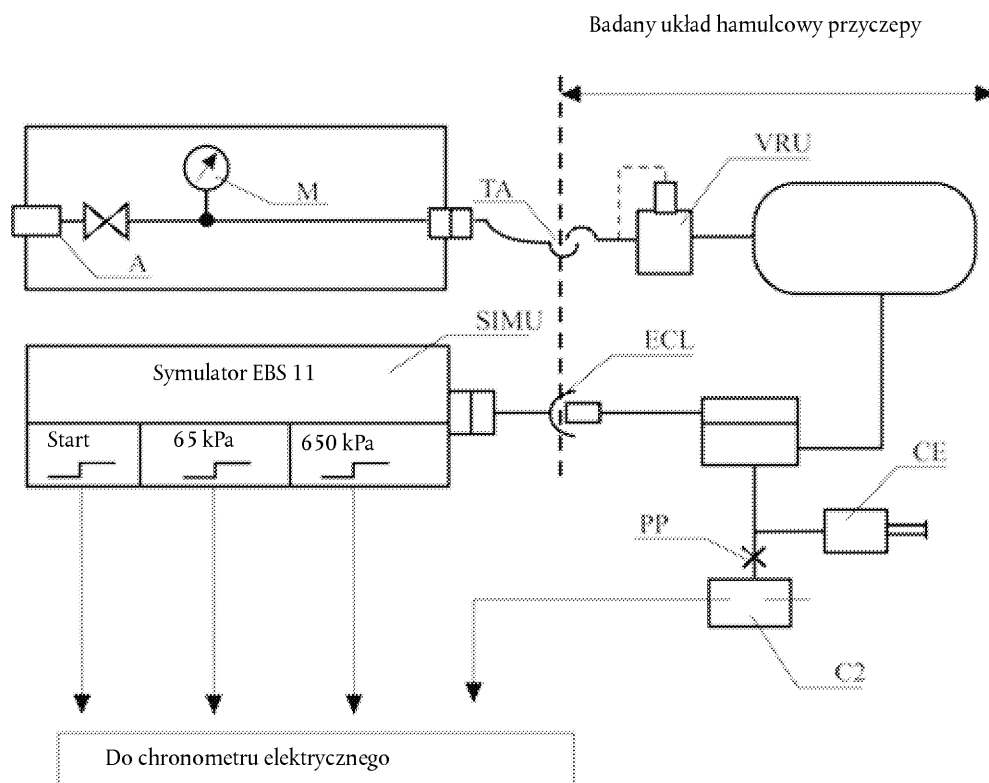 Badany układ hamulcowy przyczepy
VRU
TA
M
A
SIMU
ECL
Symulator EBS 11
Start
65 kPa
650 kPa
CE
PP
C2
Do chronometru elektrycznego